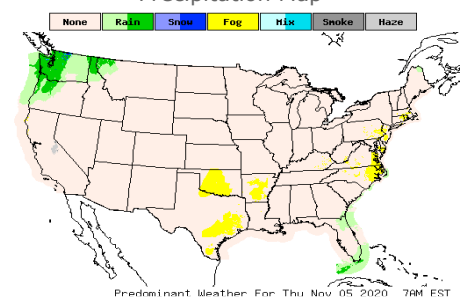 Precipitation Map
None Rain Snow Fog Mix Smoke Haze
Predominant Weather For Thu Nov 05 2020 7AM EST